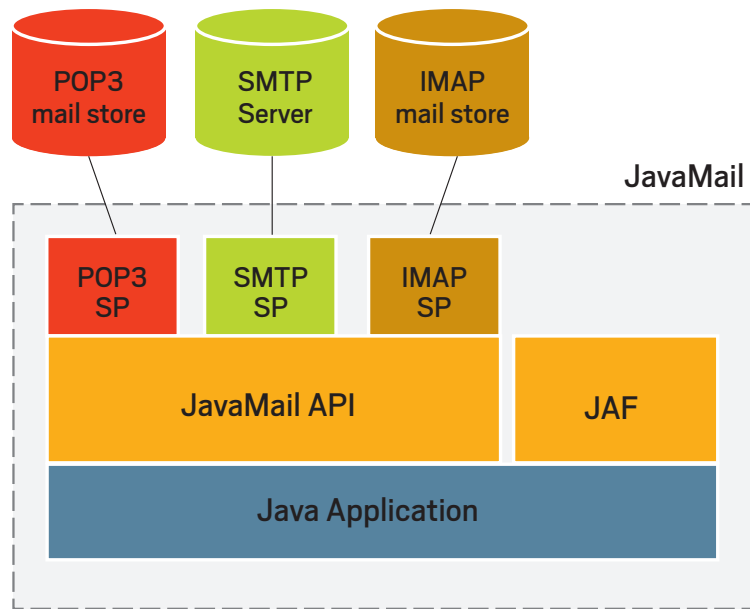 POP3
mail store
SMTP
Server
IMAP
mail store
JavaMail
POP3
SP
SMTP
SP
IMAP
SP
JavaMail API
JAF
Java Application